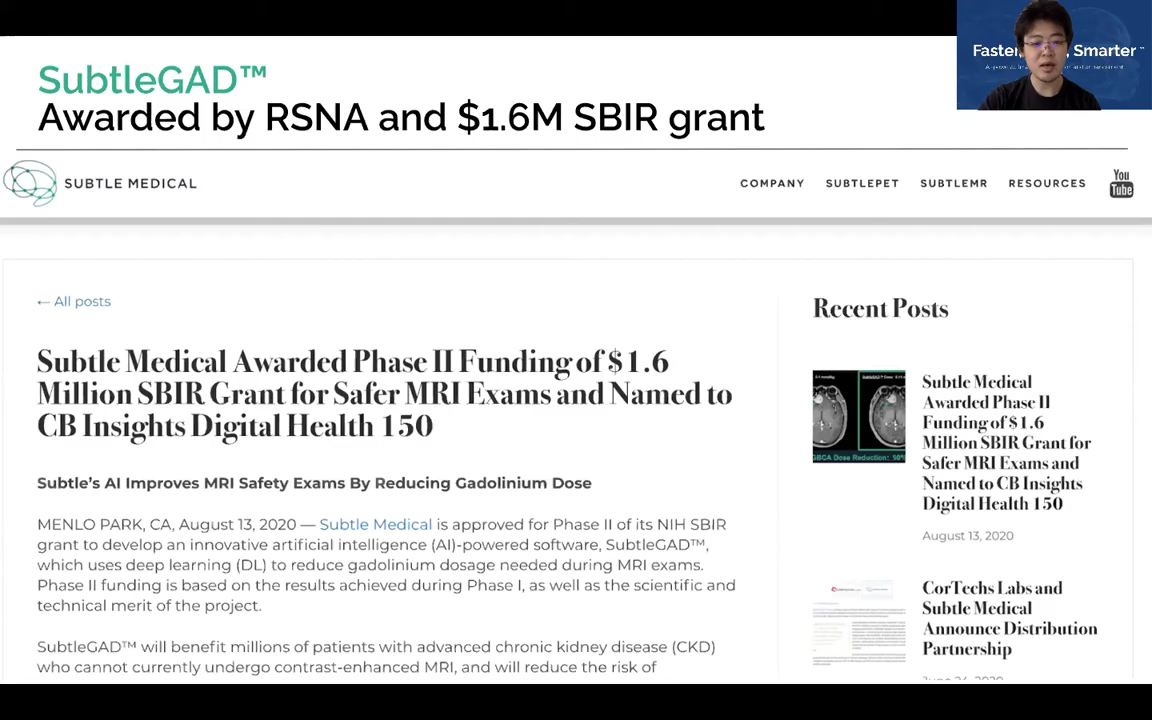 Faster, Smarter™
SubtleGAD™
Awarded by RSNA and $1.6M SBIR grant
SUBTLE MEDICAL
COMPANY SUBTLEPET SUBTLEMR RESOURCES
You
Tube
← All posts
Subtle Medical Awarded Phase II Funding of $1.6
Million SBIR Grant for Safer MRI Exams and Named to
CB Insights Digital Health 150
Subtle's AI Improves MRI Safety Exams By Reducing Gadolinium Dose
MENLO PARK, CA, August 13, 2020 — Subtle Medical is approved for Phase II of its NIH SBIR
grant to develop an innovative artificial intelligence (AI)-powered software, SubtleGAD™,
which uses deep learning (DL) to reduce gadolinium dosage needed during MRI exams.
Phase II funding is based on the results achieved during Phase I, as well as the scientific and
technical merit of the project.
SubtleGAD™ will benefit millions of patients with advanced chronic kidney disease (CKD)
who cannot currently undergo contrast-enhanced MRI, and will reduce the risk of
Recent Posts
GBCA Dose Reduction: 90%
Subtle Medical
Awarded Phase II
Funding of $1.6
Million SBIR Grant for
Safer MRI Exams and
Named to CB Insights
Digital Health 150
August 13, 2020
CorTechs Labs and
Subtle Medical
Announce Distribution
Partnership